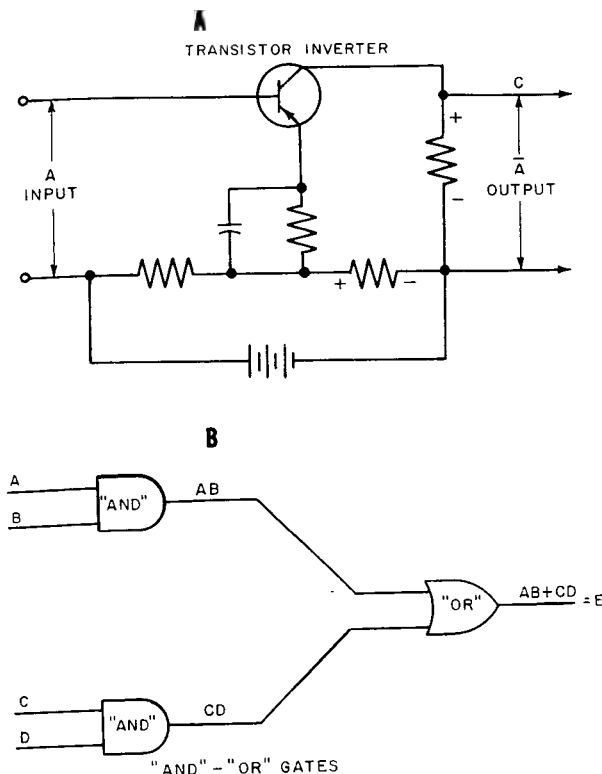 A
TRANSISTOR INVERTER
C
+
A
INPUT
Ā
OUTPUT
-
+ -
B
A
"AND"
AB
B
"OR"
AB+CD =E
C
"AND"
CD
D
"AND"-"OR" GATES